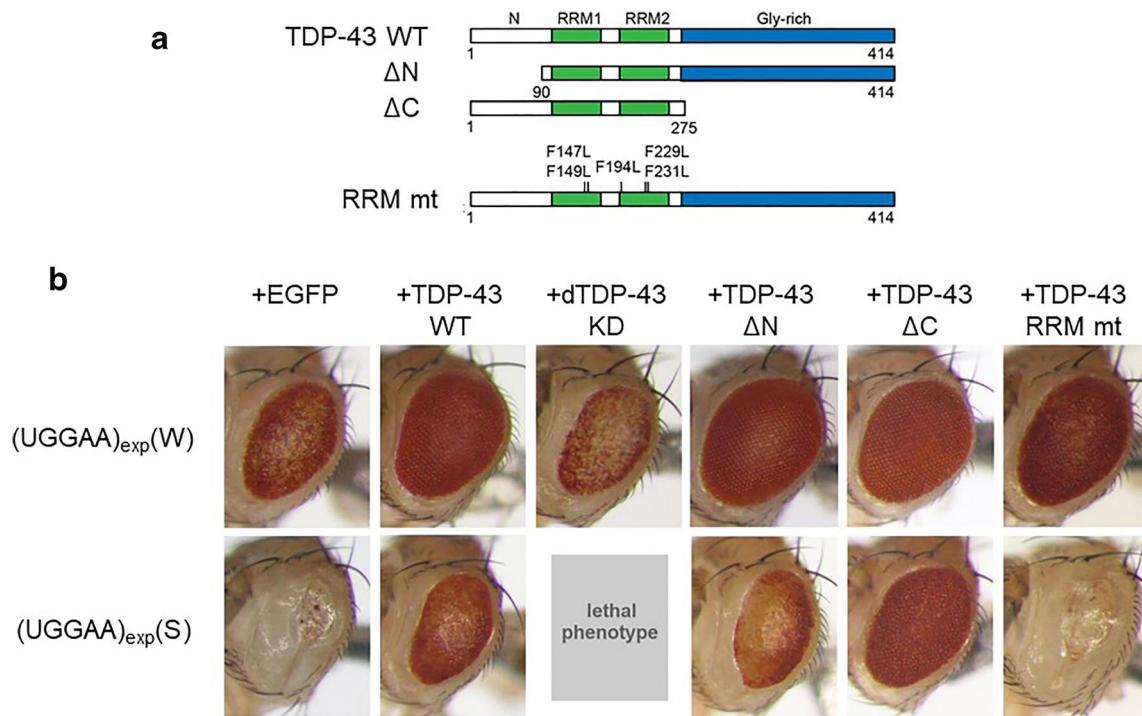 a
N RRM1 RRM2 Gly-rich
TDP-43 WT
1 414
ΔN
90 414
ΔC
1 275
F147L F229L
F149L F194L F231L
RRM mt
1 414
b
+EGFP +TDP-43 WT +dTDP-43 KD +TDP-43 ΔN +TDP-43 ΔC +TDP-43 RRM mt
(UGGAA)exp(W)
(UGGAA)exp(S)
lethal
phenotype